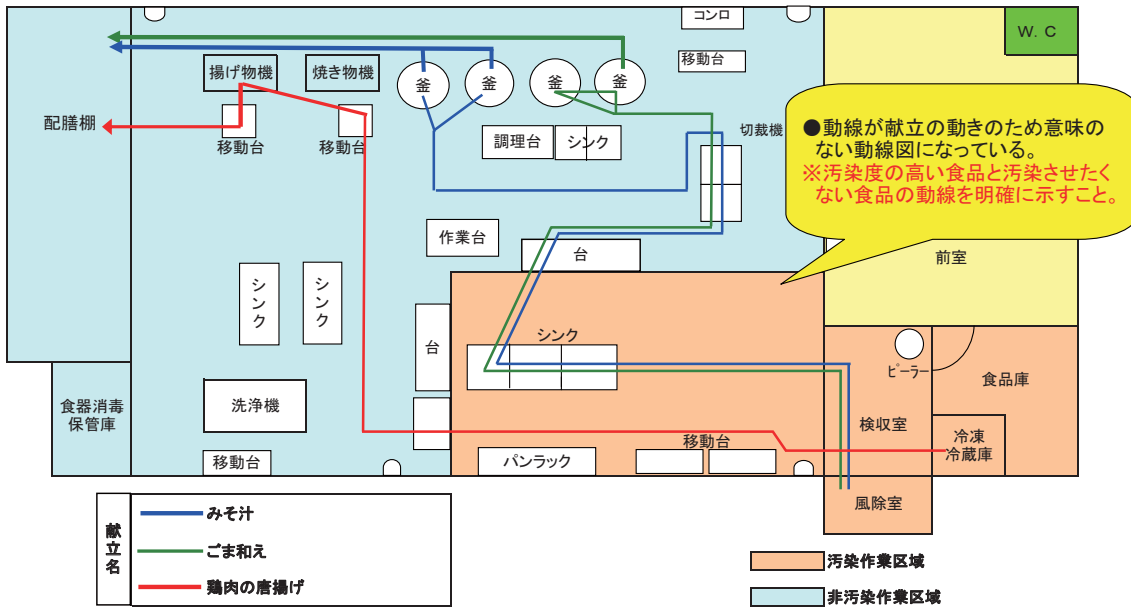 コンロ
W. C
移動台
揚げ物機
焼き物機
釜
釜
釜
釜
配膳棚
移動台
移動台
調理台
シンク
切裁機
●動線が献立の動きのため意味の
ない動線図になっている。
※汚染度の高い食品と汚染させたく
ない食品の動線を明確に示すこと。
作業台
台
前室
シンク
シンク
台
シンク
ピーラー
食品庫
食器消毒
保管庫
洗浄機
検収室
冷凍
冷蔵庫
移動台
パンラック
移動台
風除室
献立名
みそ汁
ごま和え
鶏肉の唐揚げ
汚染作業区域
非汚染作業区域